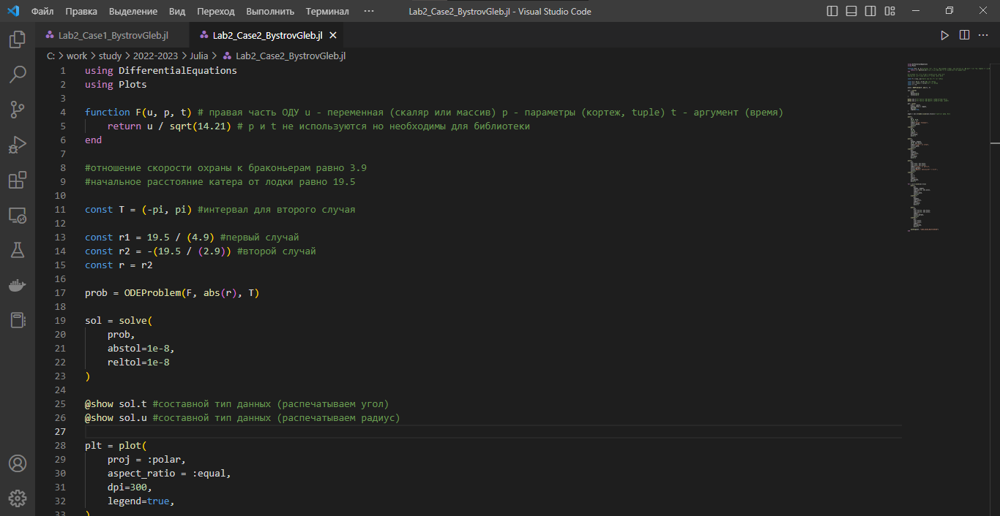 Файл Правка Выделение Вид Переход Выполнить Терминал ··· Lab2_Case2_BystrovGleb.jl - Visual Studio Code
Lab2_Case1_BystrovGleb.jl Lab2_Case2_BystrovGleb.jl
C: > work > study > 2022-2023 > Julia > Lab2_Case2_BystrovGleb.jl
1 using DifferentialEquations
2 using Plots
3
4 function F(u, p, t) # правая часть ОДУ u - переменная (скаляр или массив) p - параметры (кортеж, tuple) t - аргумент (время)
5     return u / sqrt(14.21) # p и t не используются но необходимы для библиотеки
6 end
7
8 #отношение скорости охраны к браконьерам равно 3.9
9 #начальное расстояние катера от лодки равно 19.5
10
11 const T = (-pi, pi) #интервал для второго случая
12
13 const r1 = 19.5 / (4.9) #первый случай
14 const r2 = -(19.5 / (2.9)) #второй случай
15 const r = r2
16
17 prob = ODEProblem(F, abs(r), T)
18
19 sol = solve(
20     prob,
21     abstol=1e-8,
22     reltol=1e-8
23 )
24
25 @show sol.t #составной тип данных (распечатываем угол)
26 @show sol.u #составной тип данных (распечатываем радиус)
27
28 plt = plot(
29     proj = :polar,
30     aspect_ratio = :equal,
31     dpi=300,
32     legend=true,
33 )